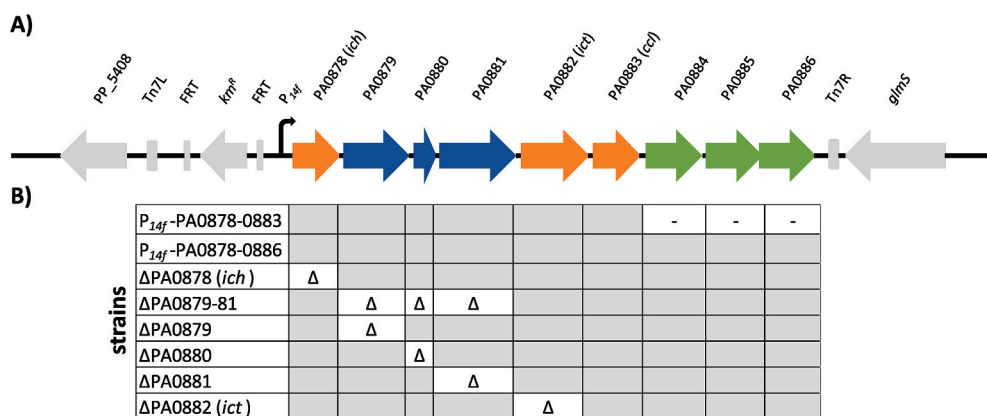 A)
PP_5408 Tn7L FRT kmᴿ FRT P14f PA0878 (ich) PA0879 PA0880 PA0881 PA0882 (ict) PA0883 (ccl) PA0884 PA0885 PA0886 Tn7R glmS
B)
strains
P14f-PA0878-0883 - - -
P14f-PA0878-0886
ΔPA0878 (ich) Δ
ΔPA0879-81 Δ Δ Δ
ΔPA0879 Δ
ΔPA0880 Δ
ΔPA0881 Δ
ΔPA0882 (ict) Δ